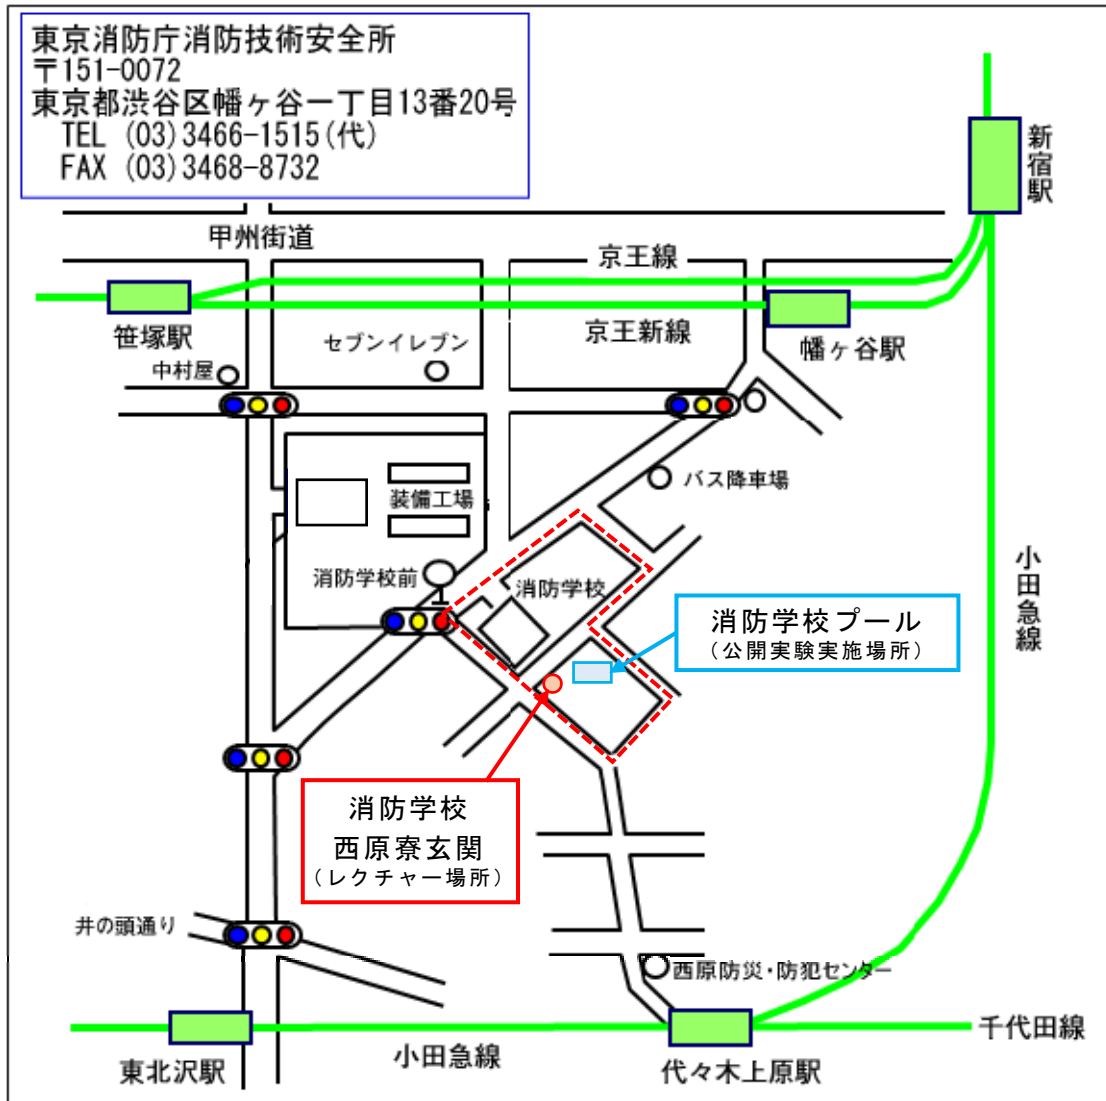 東京消防庁消防技術安全所
〒151-0072
東京都渋谷区幡ヶ谷一丁目13番20号
TEL (03)3466-1515(代)
FAX (03)3468-8732
新宿駅
甲州街道
京王線
笹塚駅
セブンイレブン
京王新線
幡ヶ谷駅
中村屋
バス降車場
装備工場
消防学校前
消防学校
小田急線
消防学校プール
(公開実験実施場所)
消防学校
西原寮玄関
(レクチャー場所)
井の頭通り
西原防災・防犯センター
千代田線
小田急線
東北沢駅
代々木上原駅